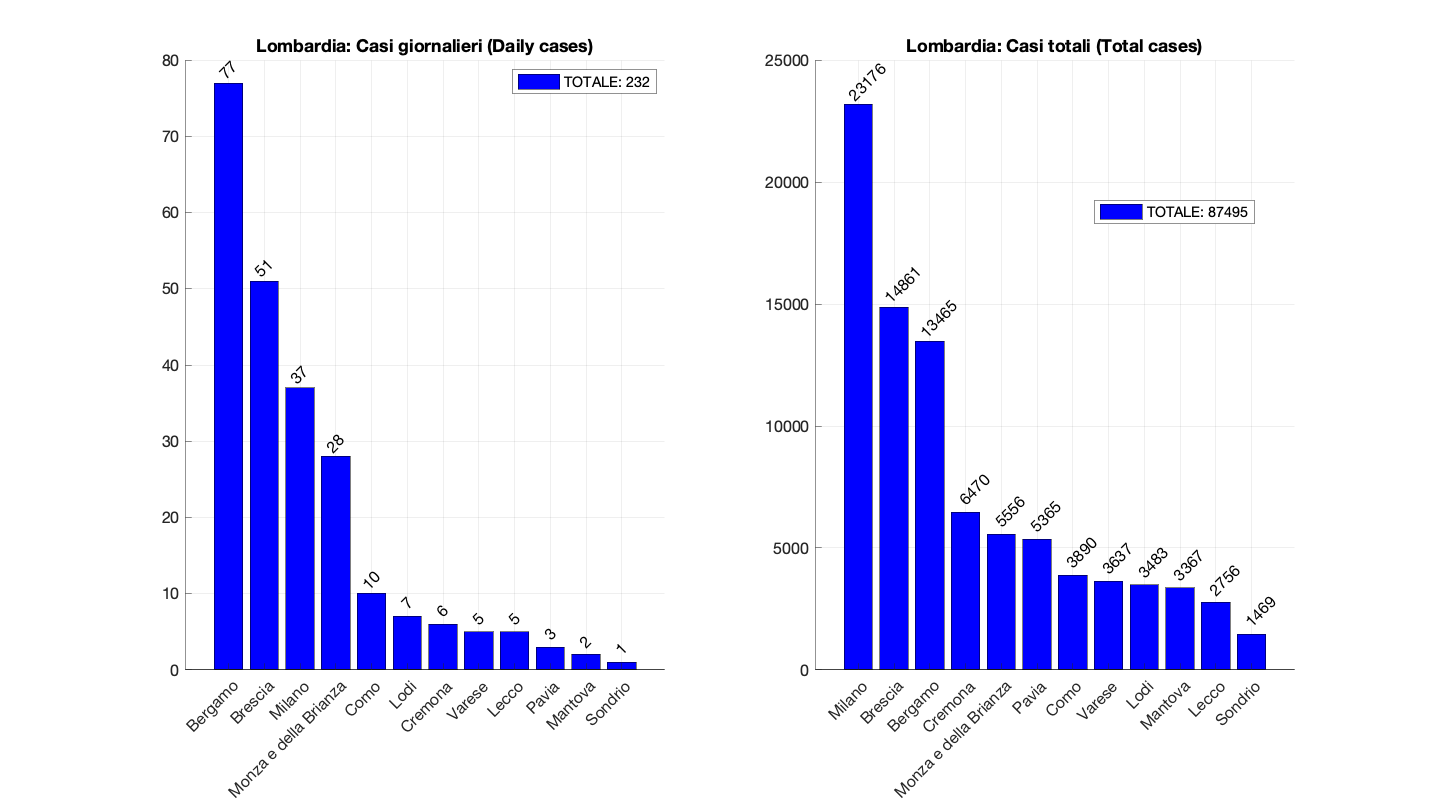 Lombardia: Casi giornalieri (Daily cases)
TOTALE: 232
80
70
60
50
40
30
20
10
0
77
51
37
28
10
7
6
5
5
3
2
1
Bergamo
Brescia
Milano
Monza e della Brianza
Como
Lodi
Cremona
Varese
Lecco
Pavia
Mantova
Sondrio
Lombardia: Casi totali (Total cases)
TOTALE: 87495
25000
20000
15000
10000
5000
0
23176
14861
13465
6470
5556
5365
3890
3637
3483
3367
2756
1469
Milano
Brescia
Bergamo
Cremona
Monza e della Brianza
Pavia
Como
Varese
Lodi
Mantova
Lecco
Sondrio